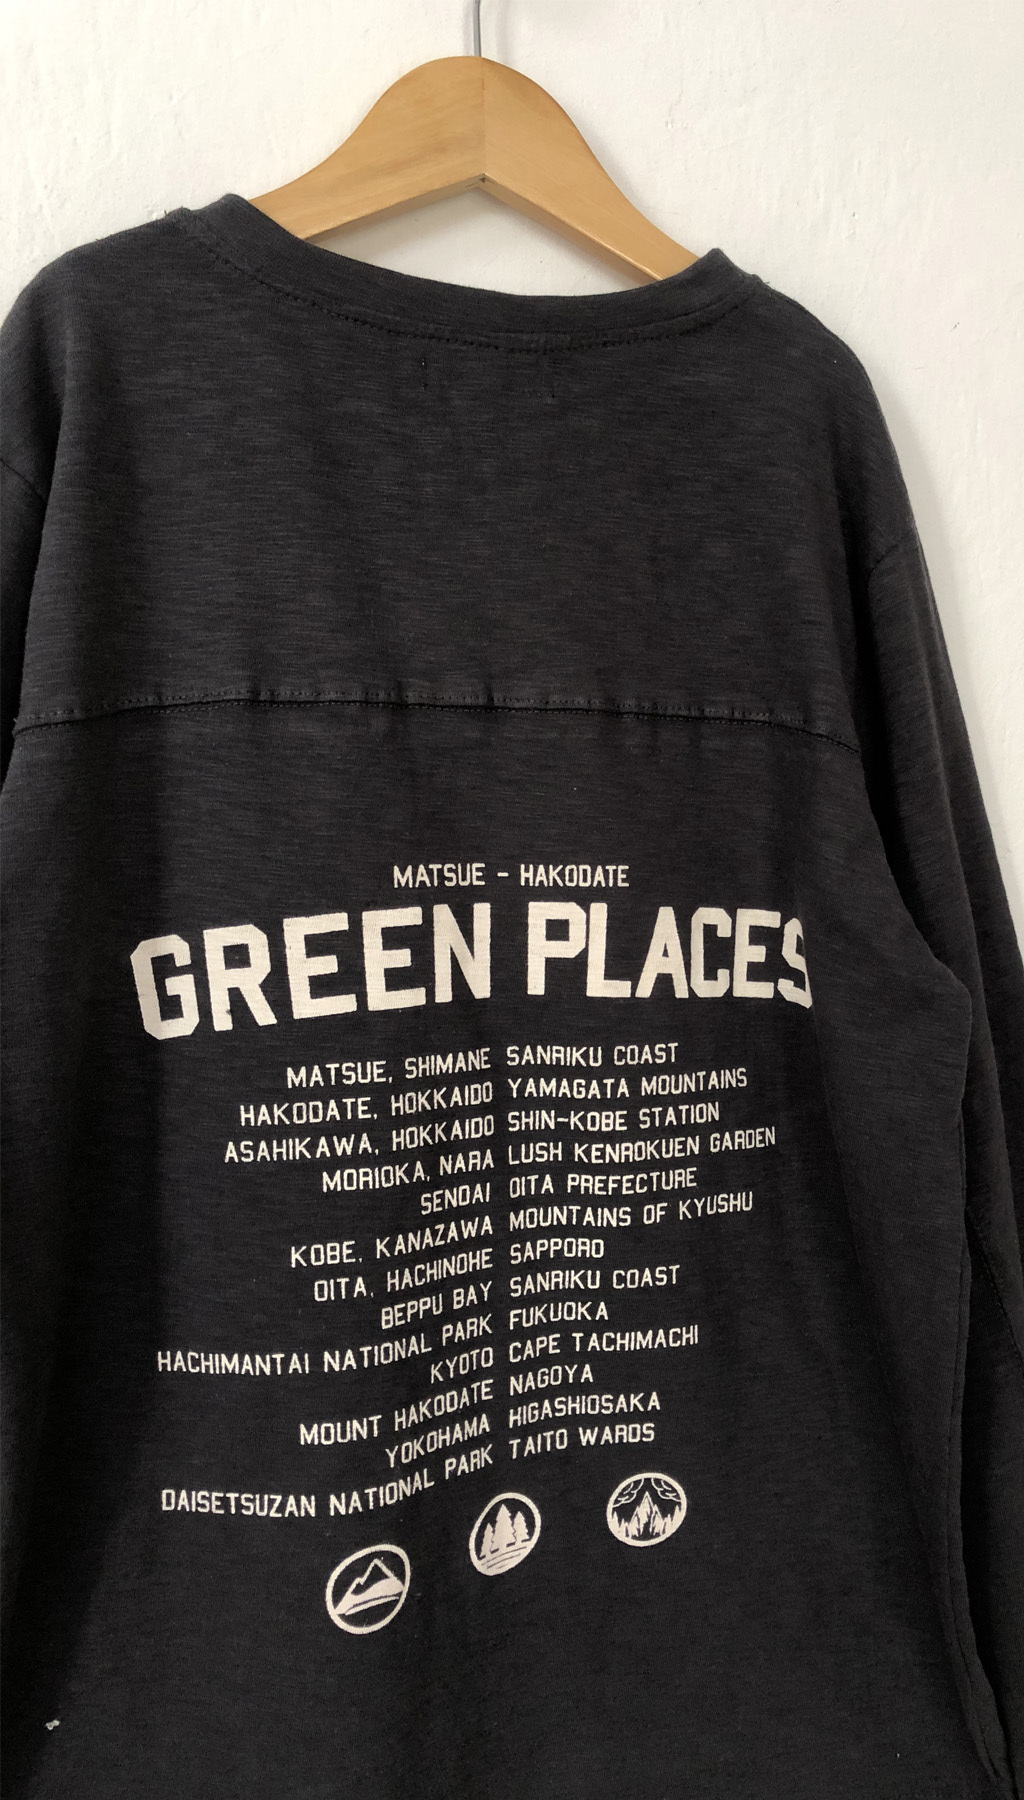 MATSUE - HAKODATE
GREEN PLACES
MATSUE, SHIMANE SANRIKU COAST
HAKODATE, HOKKAIDO YAMAGATA MOUNTAINS
ASAHIKAWA, HOKKAIDO SHIN-KOBE STATION
MORIOKA, NARA LUSH KENROKUEN GARDEN
SENDAI OITA PREFECTURE
KOBE, KANAZAWA MOUNTAINS OF KYUSHU
OITA, HACHINOHE SAPPORO
BEPPU BAY SANRIKU COAST
HACHIMANTAI NATIONAL PARK FUKUOKA
KYOTO CAPE TACHIMACHI
MOUNT HAKODATE NAGOYA
YOKOHAMA HIGASHIOSAKA
DAISETSUZAN NATIONAL PARK TAITO WARDS